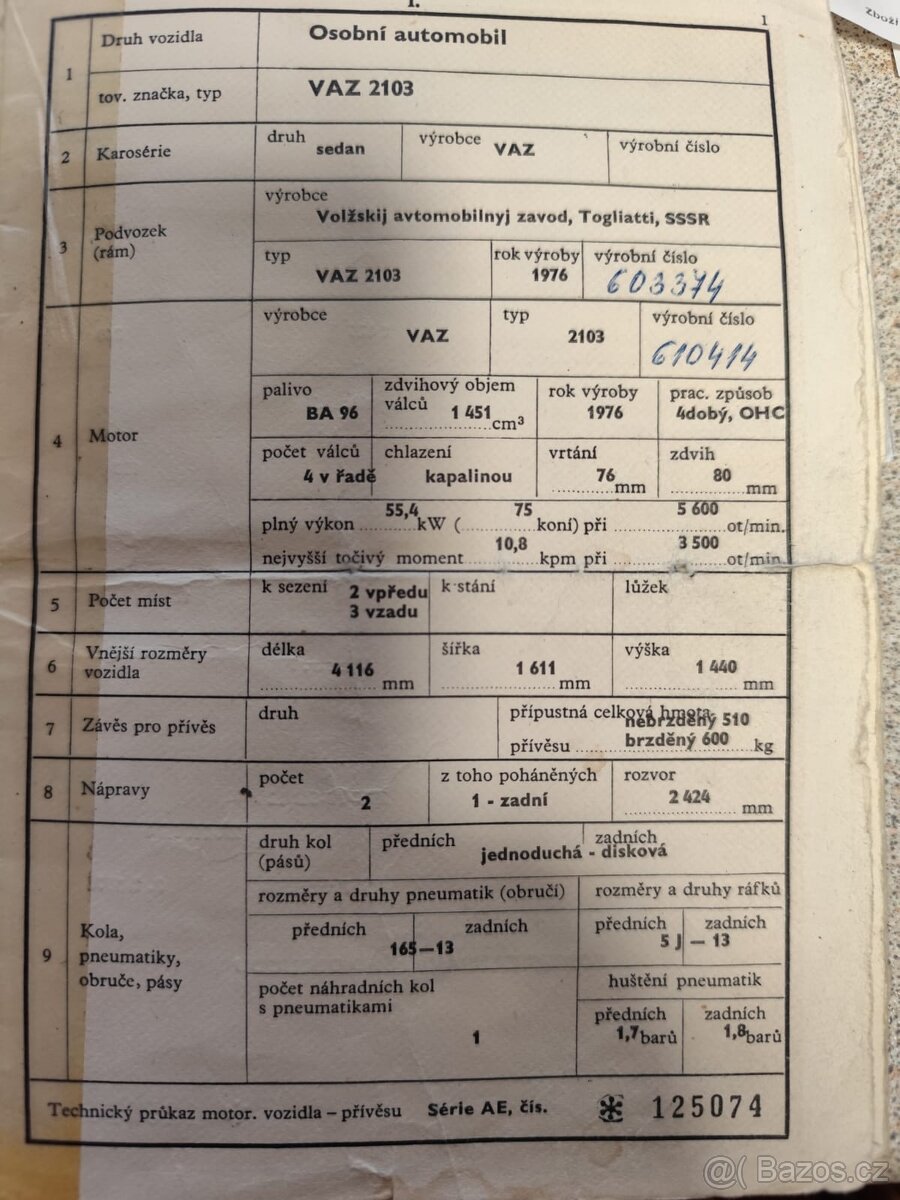 I.
1
Zboží
1 Druh vozidla Osobní automobil
tov. značka, typ VAZ 2103
2 Karosérie druh sedan výrobce VAZ výrobní číslo
3 Podvozek (rám) výrobce Volžskij avtomobilnyj zavod, Togliatti, SSSR
typ VAZ 2103 rok výroby 1976 výrobní číslo 603374
4 Motor výrobce VAZ typ 2103 výrobní číslo 610414
palivo BA 96 zdvihový objem válců 1 451 cm³ rok výroby 1976 prac. způsob 4dobý, OHC
počet válců 4 v řadě chlazení kapalinou vrtání 76 mm zdvih 80 mm
plný výkon 55,4 kW ( 75 koní) při 5 600 ot/min.
nejvyšší točivý moment 10,8 kpm při 3 500 ot/min.
5 Počet míst k sezení 2 vpředu 3 vzadu k stání lůžek
6 Vnější rozměry vozidla délka 4 116 mm šířka 1 611 mm výška 1 440 mm
7 Závěs pro přívěs druh přípustná celková hmota přívěsu nebrzděný 510 brzděný 600 kg
8 Nápravy počet 2 z toho poháněných 1 - zadní rozvor 2 424 mm
9 Kola, pneumatiky, obruče, pásy druh kol (pásů) předních zadních jednoduchá - disková
rozměry a druhy pneumatik (obručí) rozměry a druhy ráfků
předních zadních 165—13 předních zadních 5 J — 13
počet náhradních kol s pneumatikami 1 huštění pneumatik
předních 1,7 barů zadních 1,8 barů
Technický průkaz motor. vozidla – přívěsu Série AE, čís. 125074
@( Bazos.cz